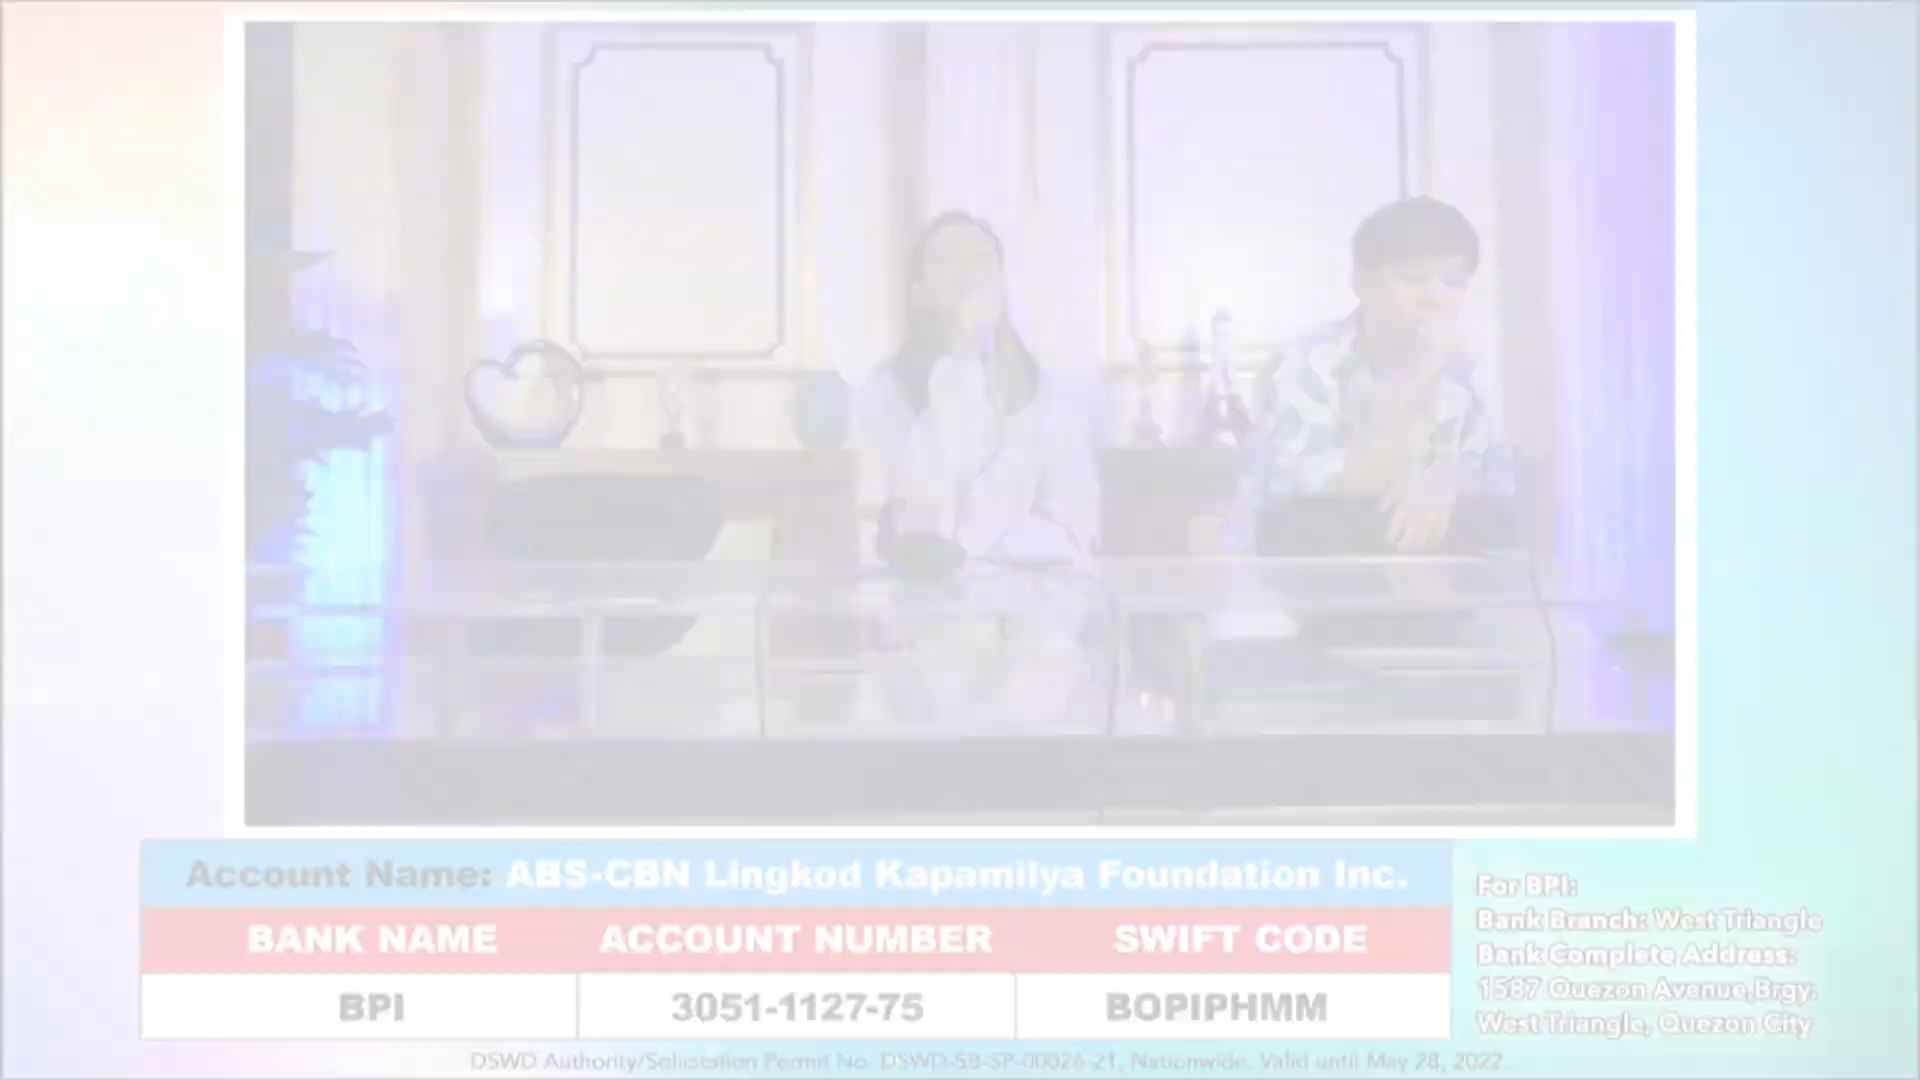 Account Name: ABS-CBN Lingkod Kapamilya Foundation Inc.
BANK NAME ACCOUNT NUMBER SWIFT CODE
BPI 3051-1127-75 BOPIPHMM
For BPI:
Bank Branch: West Triangle
Bank Complete Address:
1587 Quezon Avenue,Brgy.
West Triangle, Quezon City
DSWD Authority/Solicitation Permit No. DSWD-SB-SP-00026-21, Nationwide. Valid until May 28, 2022